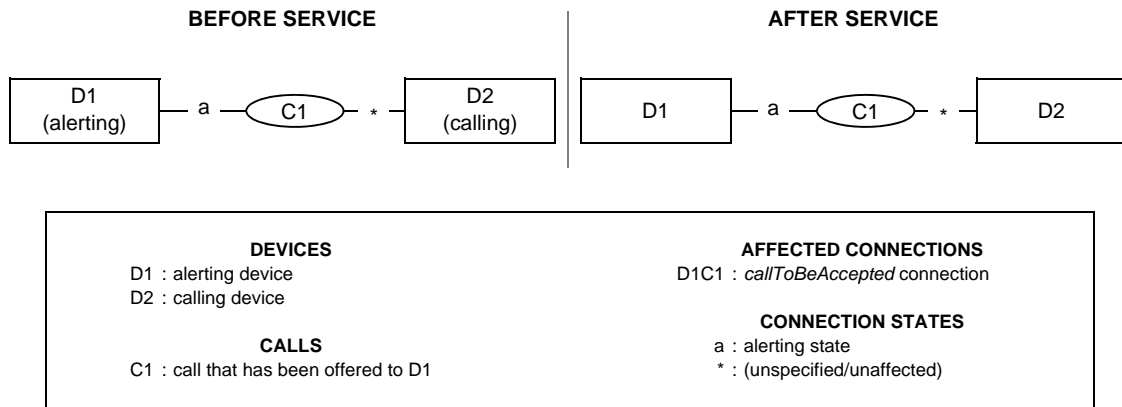 BEFORE SERVICE
AFTER SERVICE
D1
(alerting)
a
C1
*
D2
(calling)
D1
a
C1
*
D2
DEVICES
D1 : alerting device
D2 : calling device
CALLS
C1 : call that has been offered to D1
AFFECTED CONNECTIONS
D1C1 : callToBeAccepted connection
CONNECTION STATES
a : alerting state
* : (unspecified/unaffected)